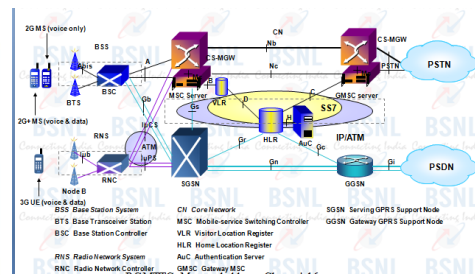 2G MS (voice only)
BSS
CN
CS-MGW
Nb
CS-MGW
Abis
A
Nc
PSTN
PSTN
BSC
B
BTS
MSC Server
VLR
D
C
GMSC server
Gb
Gs
SS7
2G+ MS (voice & data)
IuCS
H
RNS
ATM
HLR
IP/ATM
Iub
Gr
AuC
Gc
IuPS
Gn
Gi
PSDN
Node B
RNC
SGSN
GGSN
3G UE (voice & data)
BSS Base Station System
CN Core Network
SGSN Serving GPRS Support Node
BTS Base Transceiver Station
MSC Mobile-service Switching Controller
GGSN Gateway GPRS Support Node
BSC Base Station Controller
VLR Visitor Location Register
HLR Home Location Register
RNS Radio Network System
AuC Authentication Server
RNC Radio Network Controller
GMSC Gateway MSC